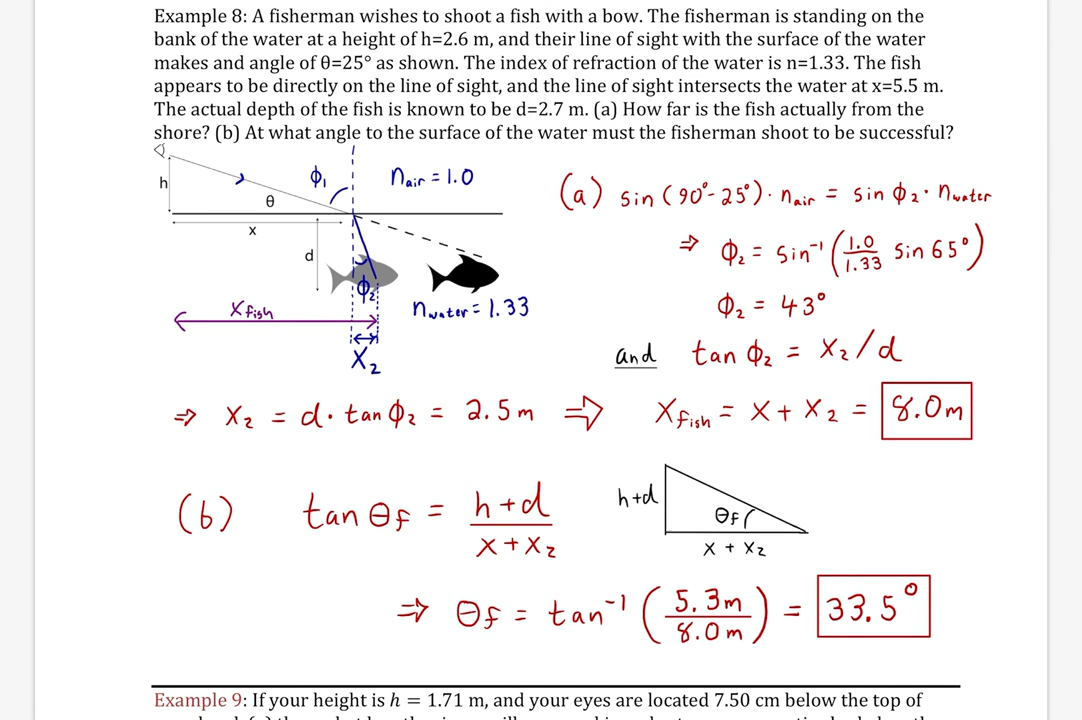 Example 8: A fisherman wishes to shoot a fish with a bow. The fisherman is standing on the
bank of the water at a height of h=2.6 m, and their line of sight with the surface of the water
makes and angle of θ=25° as shown. The index of refraction of the water is n=1.33. The fish
appears to be directly on the line of sight, and the line of sight intersects the water at x=5.5 m.
The actual depth of the fish is known to be d=2.7 m. (a) How far is the fish actually from the
shore? (b) At what angle to the surface of the water must the fisherman shoot to be successful?
h
θ
ϕ₁
n air = 1.0
x
d
ϕ₂
X fish
n water = 1.33
X₂
(a) sin(90°-25°) · n air = sin ϕ₂ · n water
⇒ ϕ₂ = sin⁻¹(1.0/1.33 sin 65°)
ϕ₂ = 43°
and tan ϕ₂ = X₂/d
⇒ X₂ = d · tan ϕ₂ = 2.5m ⇒ X fish = X + X₂ = 8.0m
(b) tan θf = h+d / X+X₂
h+d
θf
X + X₂
⇒ θf = tan⁻¹(5.3m/8.0m) = 33.5°
Example 9: If your height is h = 1.71 m, and your eyes are located 7.50 cm below the top of